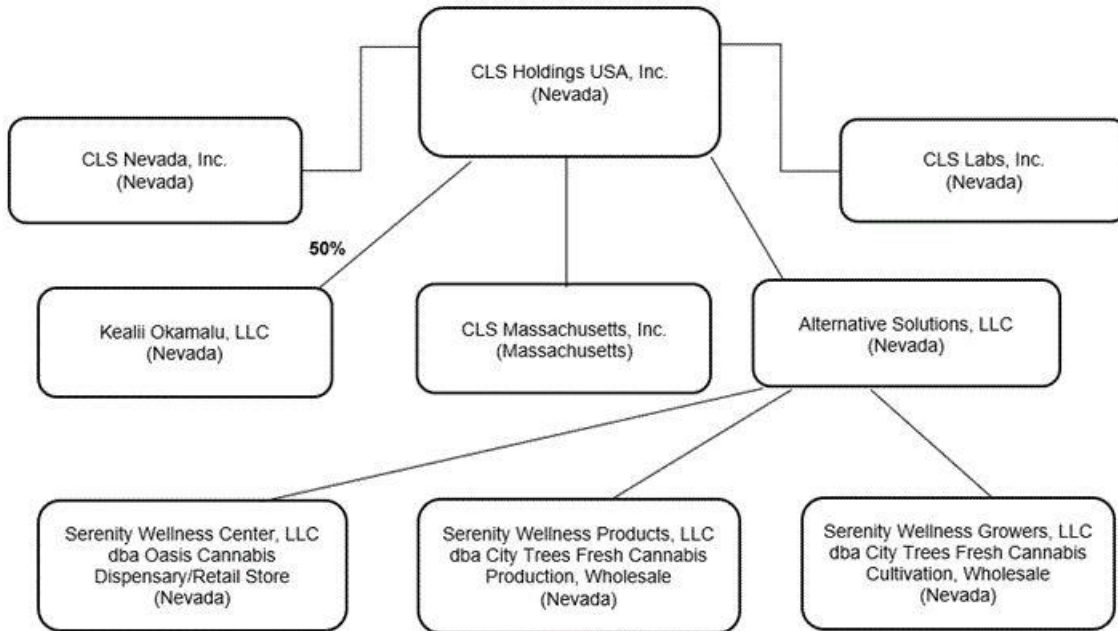 CLS Holdings USA, Inc.
(Nevada)
CLS Nevada, Inc.
(Nevada)
CLS Labs, Inc.
(Nevada)
50%
Kealii Okamalu, LLC
(Nevada)
CLS Massachusetts, Inc.
(Massachusetts)
Alternative Solutions, LLC
(Nevada)
Serenity Wellness Center, LLC
dba Oasis Cannabis
Dispensary/Retail Store
(Nevada)
Serenity Wellness Products, LLC
dba City Trees Fresh Cannabis
Production, Wholesale
(Nevada)
Serenity Wellness Growers, LLC
dba City Trees Fresh Cannabis
Cultivation, Wholesale
(Nevada)